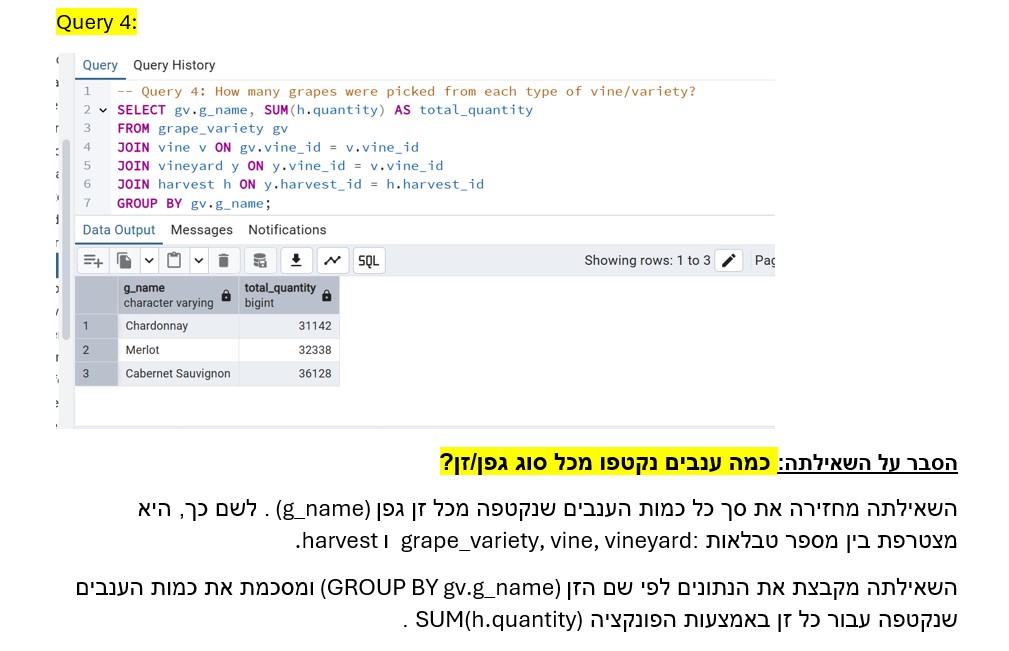 Query 4:
Query Query History
1 -- Query 4: How many grapes were picked from each type of vine/variety?
2 SELECT gv.g_name, SUM(h.quantity) AS total_quantity
3 FROM grape_variety gv
4 JOIN vine v ON gv.vine_id = v.vine_id
5 JOIN vineyard y ON y.vine_id = v.vine_id
6 JOIN harvest h ON y.harvest_id = h.harvest_id
7 GROUP BY gv.g_name;
Data Output Messages Notifications
SQL Showing rows: 1 to 3 Pag
g_name total_quantity
character varying bigint
1 Chardonnay 31142
2 Merlot 32338
3 Cabernet Sauvignon 36128
הסבר על השאילתה: כמה ענבים נקטפו מכל סוג גפן/זן?
השאילתה מחזירה את סך כל כמות הענבים שנקטפה מכל זן גפן (g_name) . לשם כך, היא
מצטרפת בין מספר טבלאות: grape_variety, vine, vineyard ו harvest.
השאילתה מקבצת את הנתונים לפי שם הזן (GROUP BY gv.g_name) ומסכמת את כמות הענבים
שנקטפה עבור כל זן באמצעות הפונקציה SUM(h.quantity) .